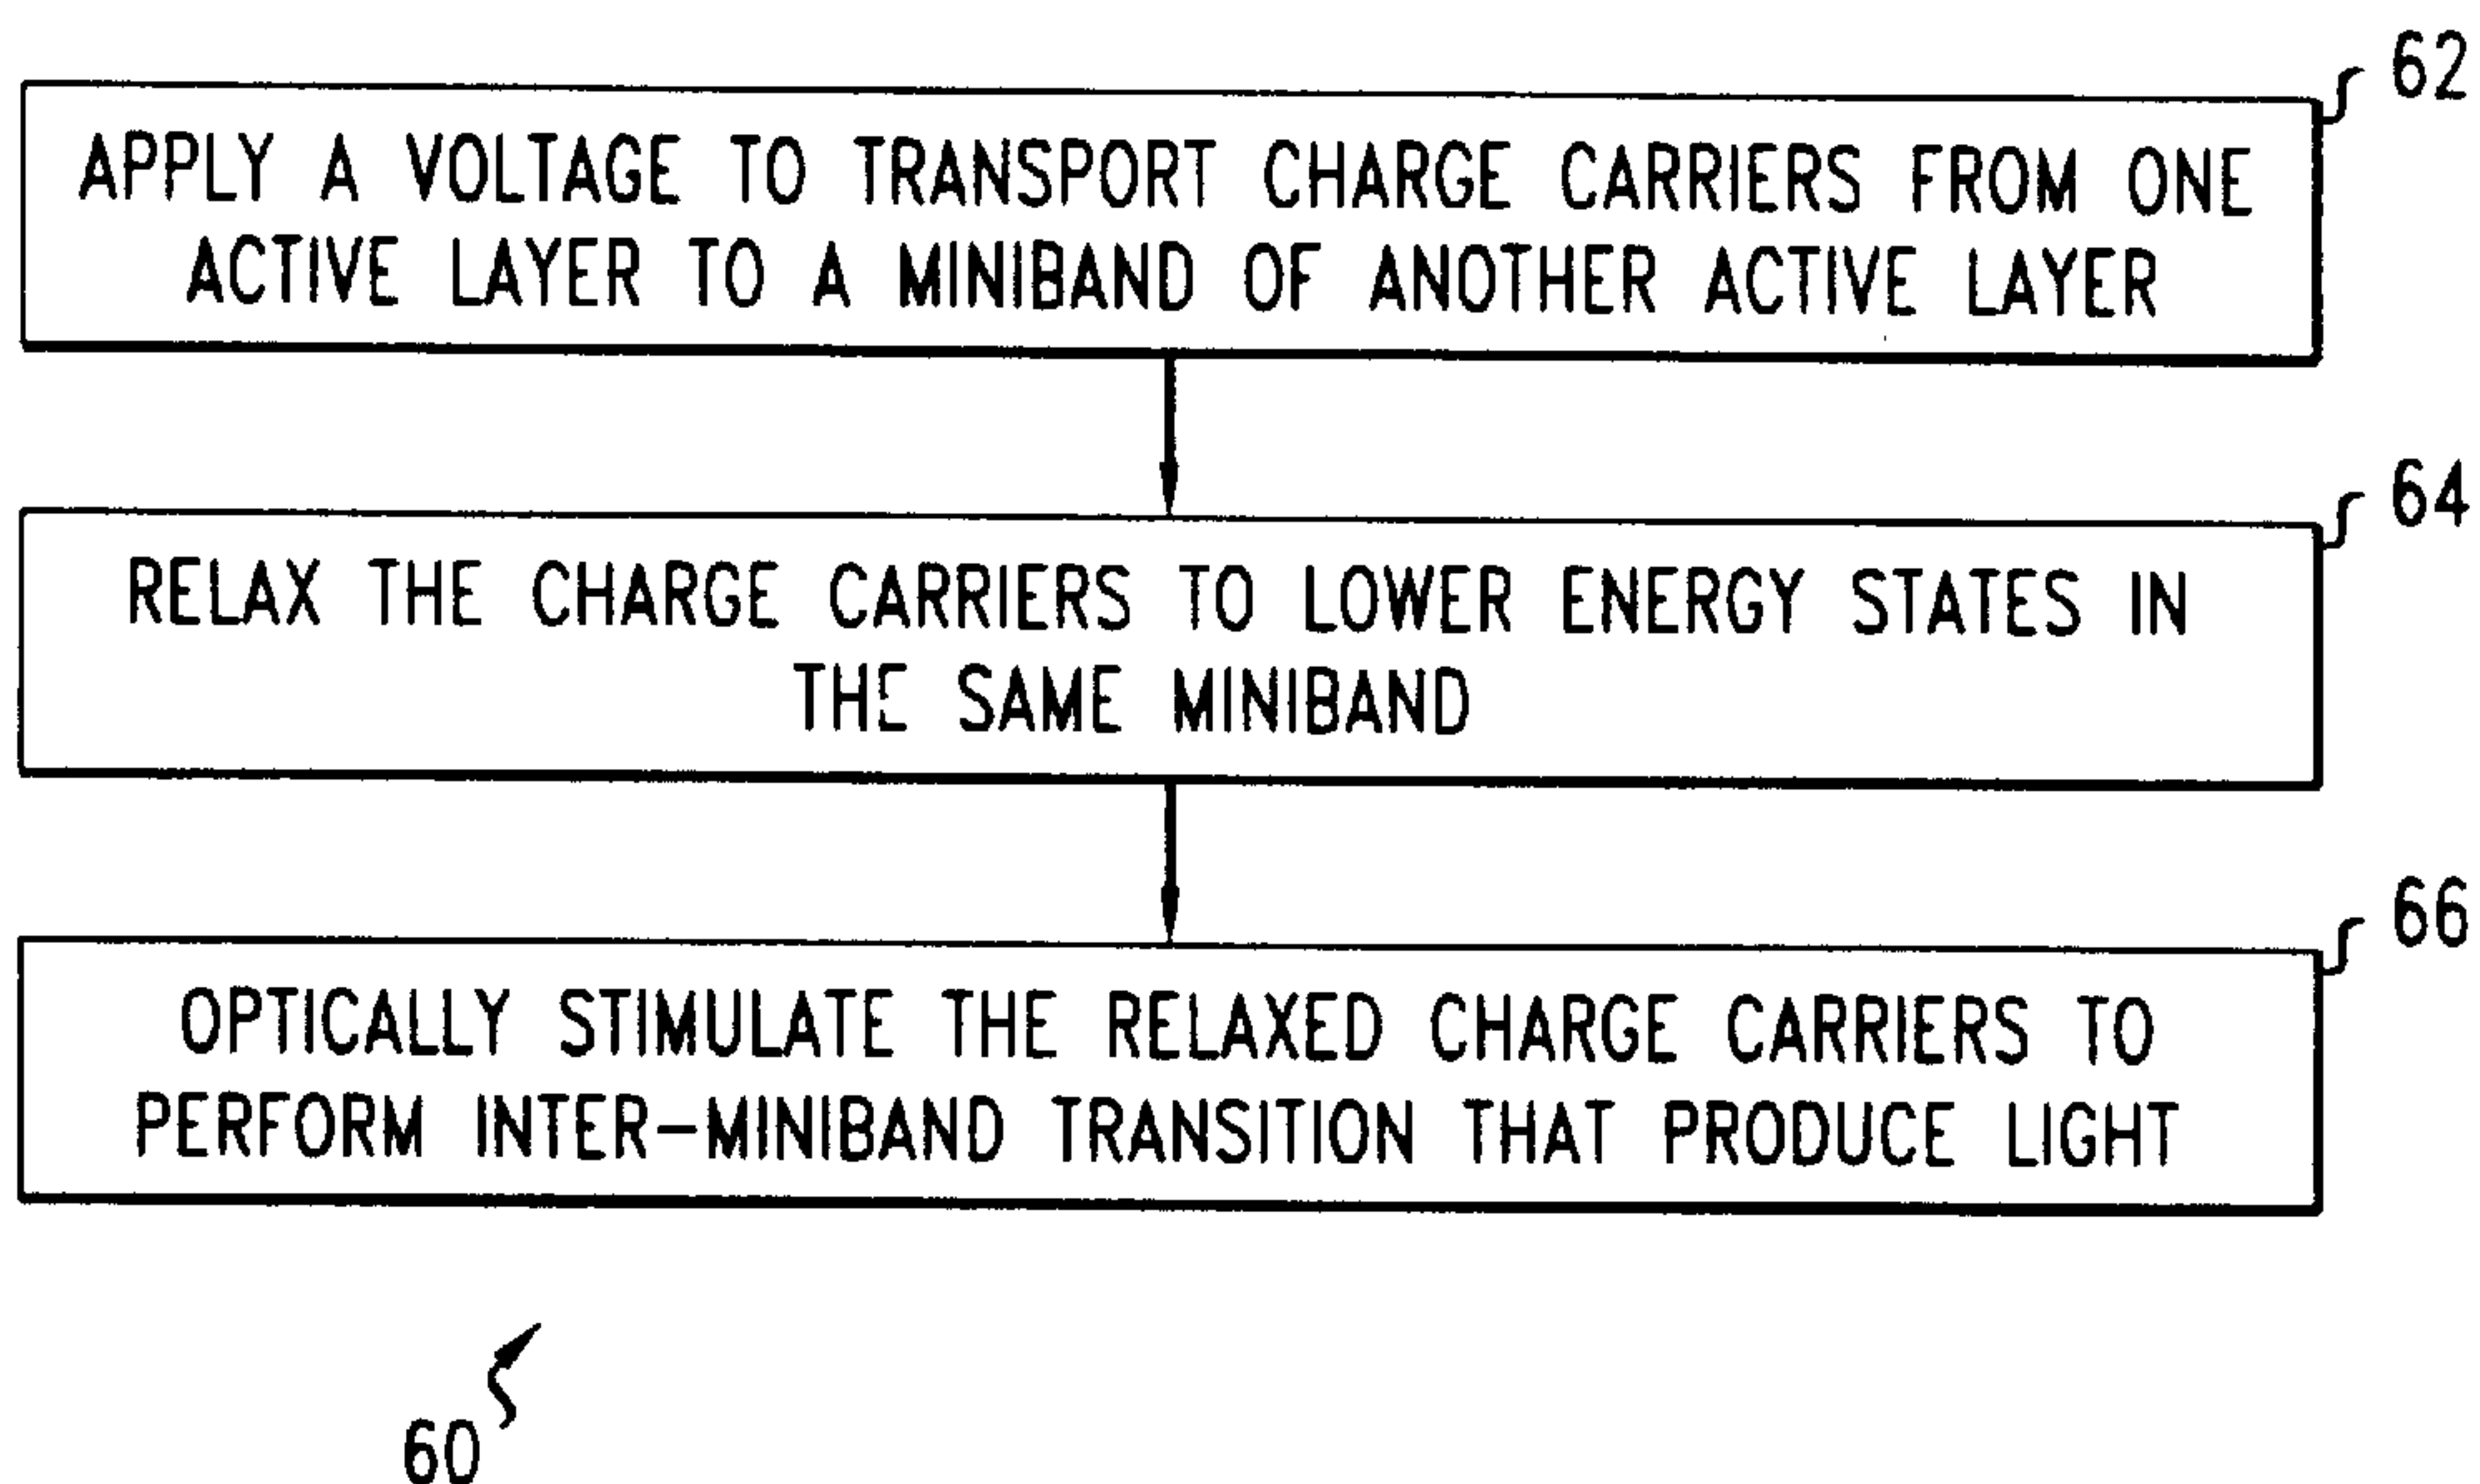 62
APPLY A VOLTAGE TO TRANSPORT CHARGE CARRIERS FROM ONE
ACTIVE LAYER TO A MINIBAND OF ANOTHER ACTIVE LAYER
64
RELAX THE CHARGE CARRIERS TO LOWER ENERGY STATES IN
THE SAME MINIBAND
66
OPTICALLY STIMULATE THE RELAXED CHARGE CARRIERS TO
PERFORM INTER-MINIBAND TRANSITION THAT PRODUCE LIGHT
60